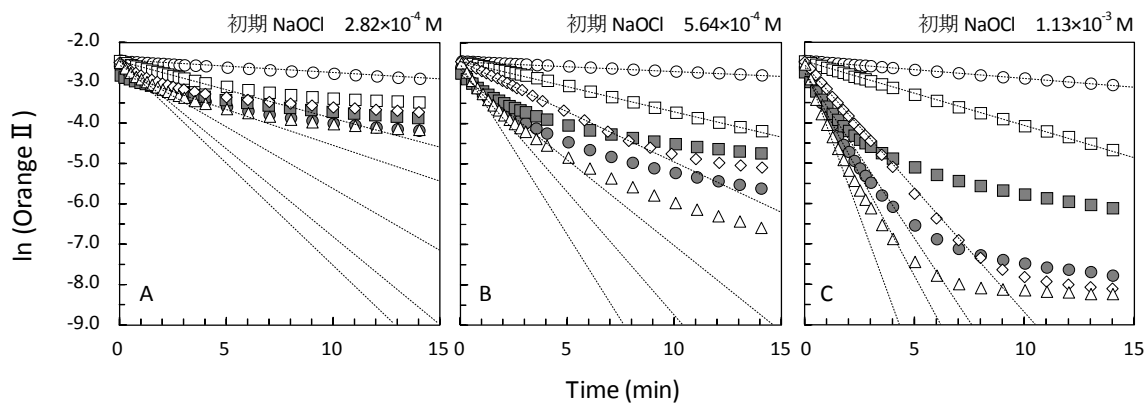 初期 NaOCl 2.82×10⁻⁴ M
初期 NaOCl 5.64×10⁻⁴ M
初期 NaOCl 1.13×10⁻³ M
ln (Orange Ⅱ)
-2.0
-3.0
-4.0
-5.0
-6.0
-7.0
-8.0
-9.0
A
B
C
0 5 10 15
0 5 10 15
0 5 10 15
Time (min)